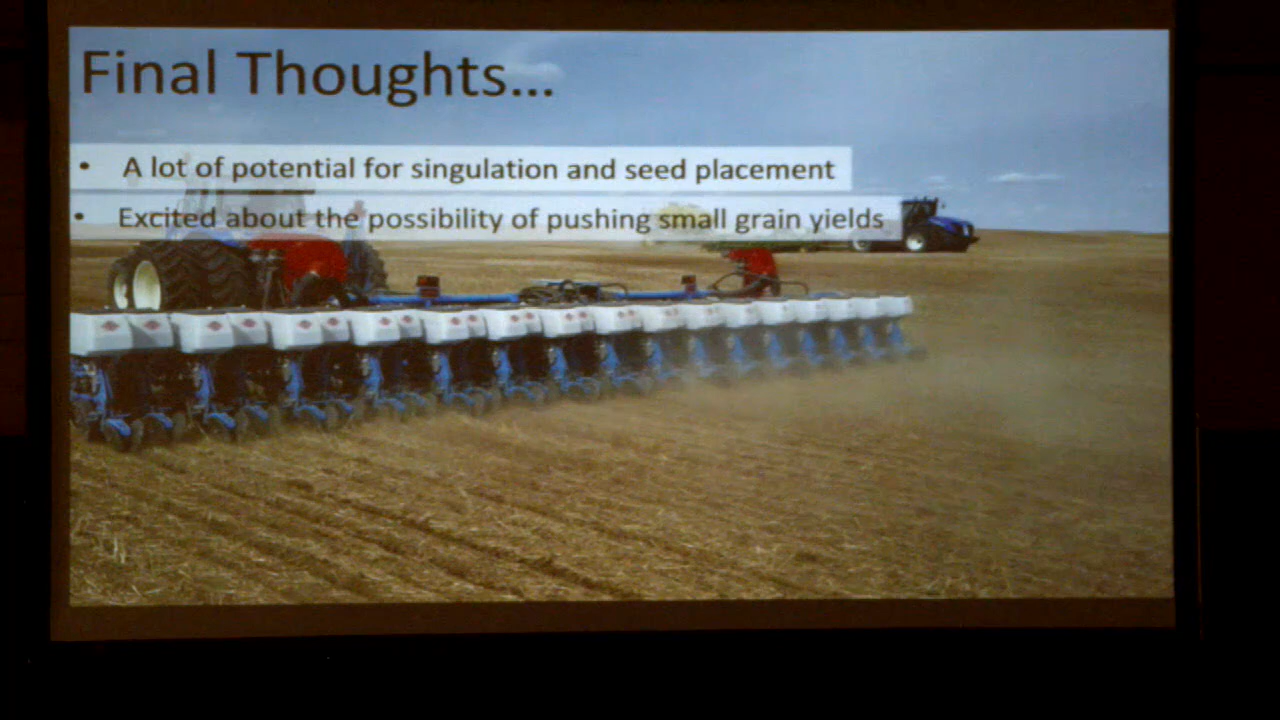 Final Thoughts...
• A lot of potential for singulation and seed placement
• Excited about the possibility of pushing small grain yields